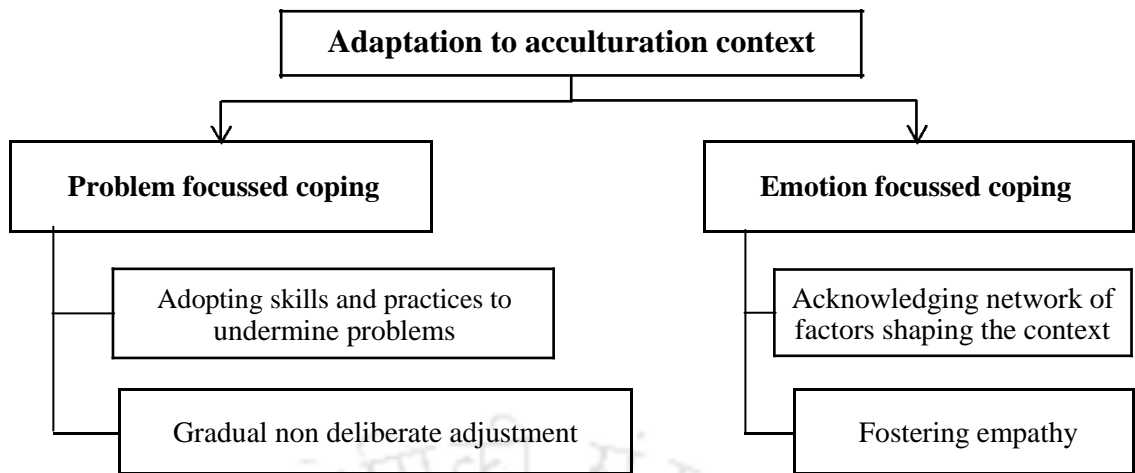 Adaptation to acculturation context
Problem focussed coping
Emotion focussed coping
Adopting skills and practices to
undermine problems
Acknowledging network of
factors shaping the context
Gradual non deliberate adjustment
Fostering empathy